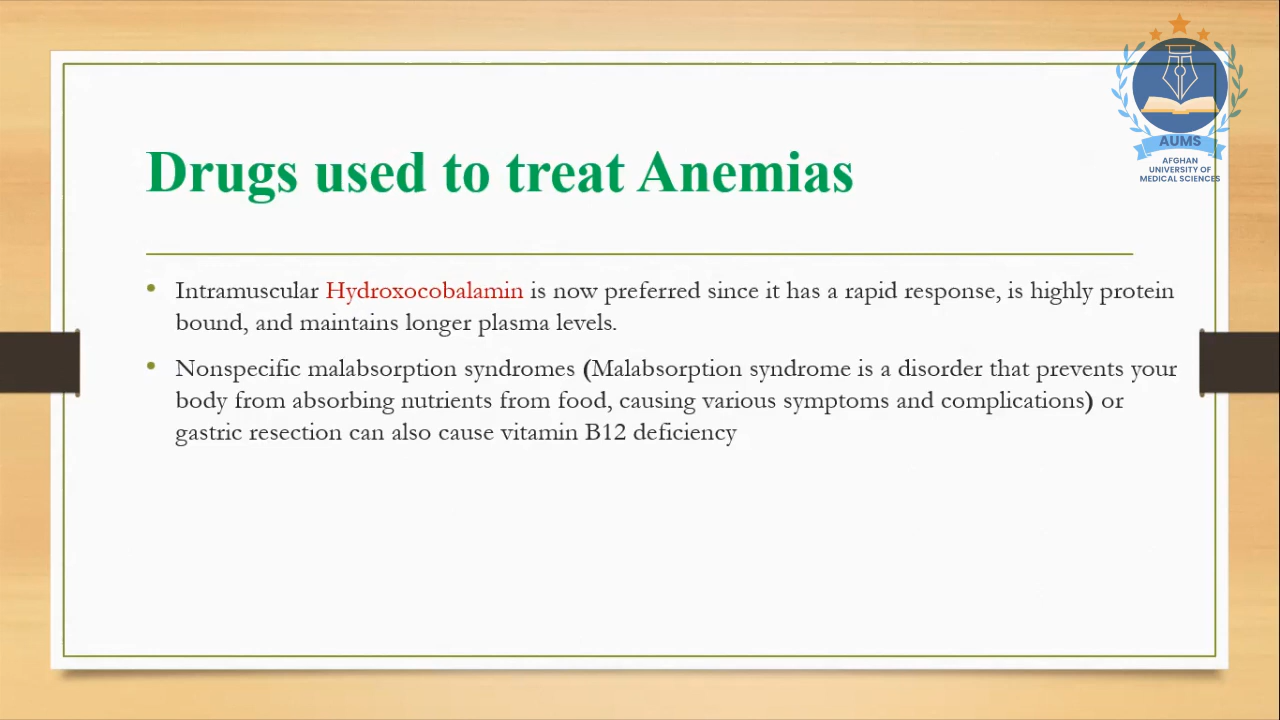 AUMS
AFGHAN
UNIVERSITY OF
MEDICAL SCIENCES
Drugs used to treat Anemias
• Intramuscular Hydroxocobalamin is now preferred since it has a rapid response, is highly protein
bound, and maintains longer plasma levels.
• Nonspecific malabsorption syndromes (Malabsorption syndrome is a disorder that prevents your
body from absorbing nutrients from food, causing various symptoms and complications) or
gastric resection can also cause vitamin B12 deficiency